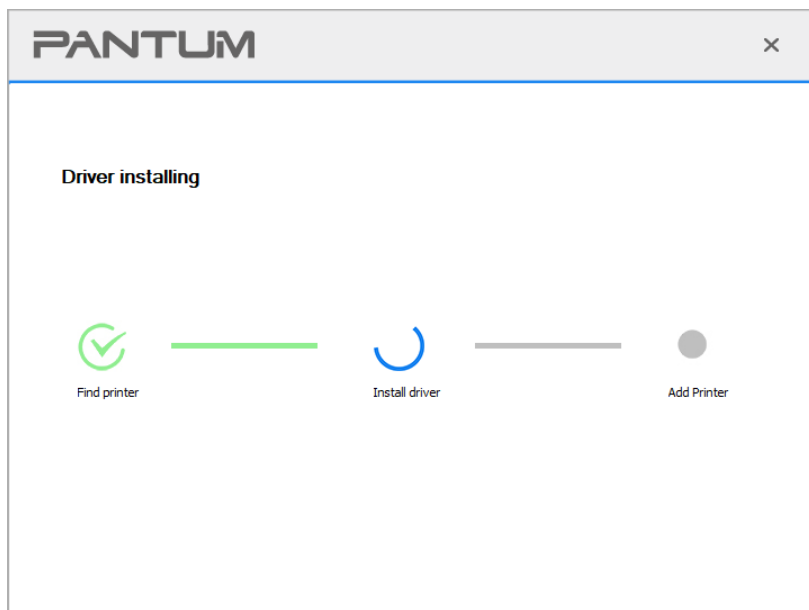 PANTUM
Driver installing
Find printer
Install driver
Add Printer